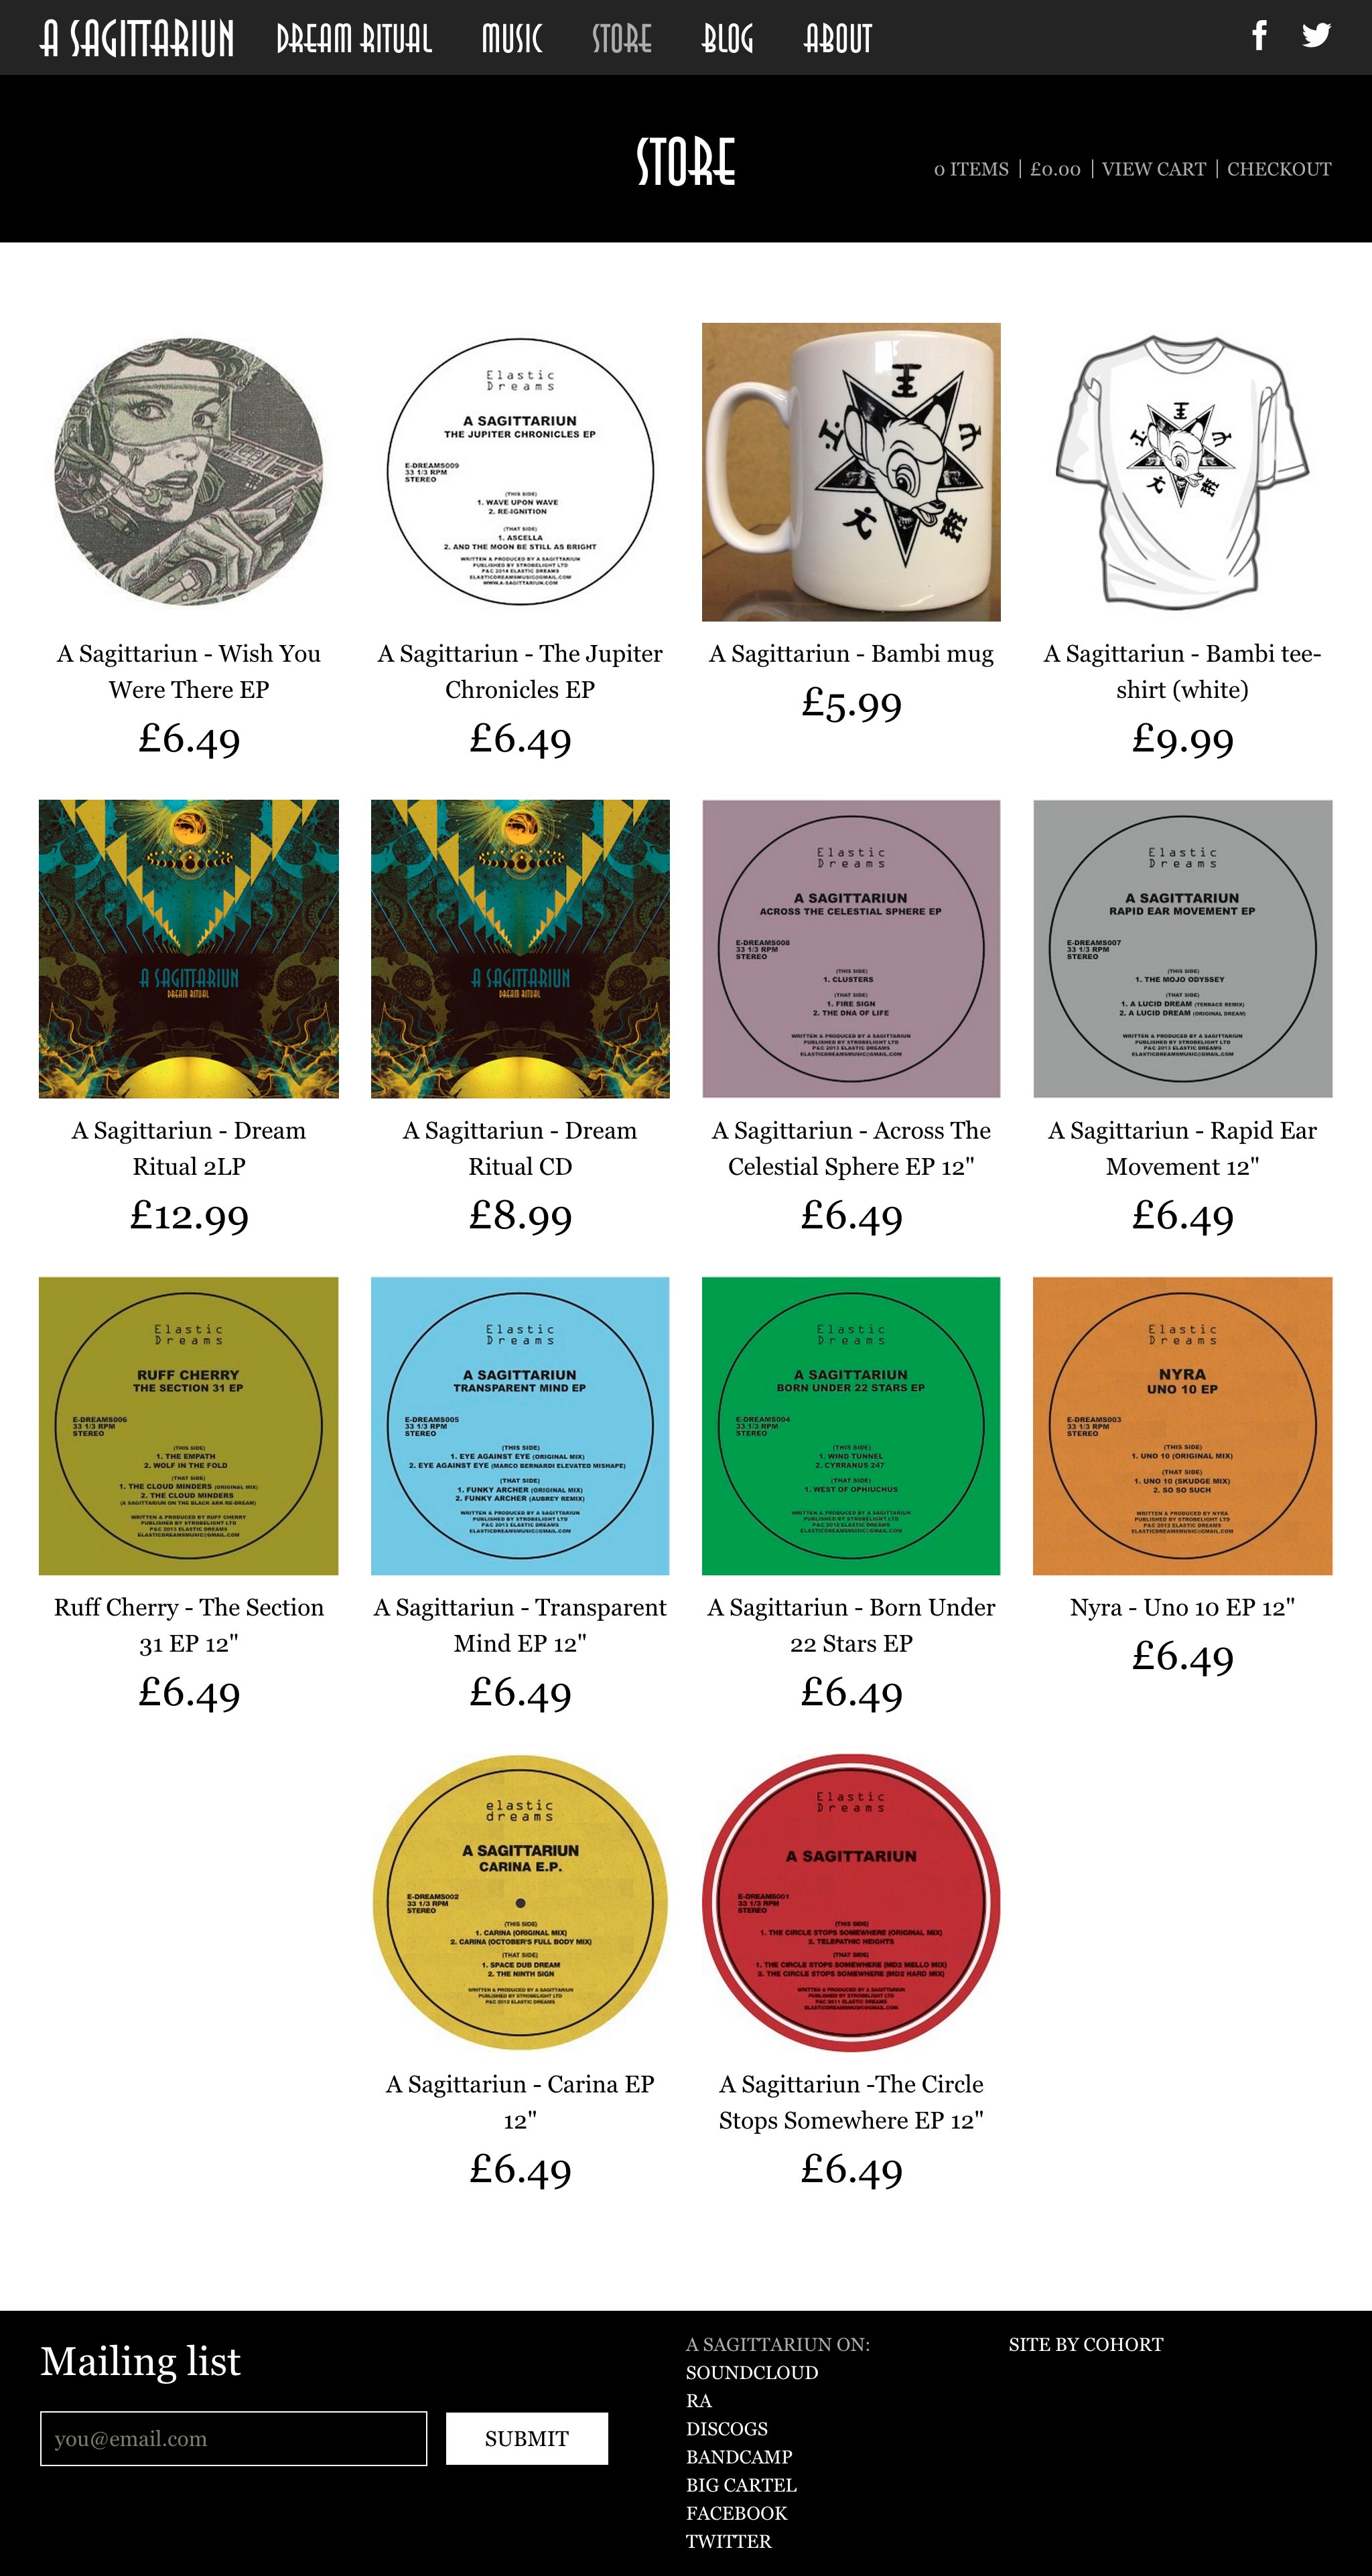 A SAGITTARIUN DREAM RITUAL MUSIC STORE BLOG ABOUT
STORE
0 ITEMS | £0.00 | VIEW CART | CHECKOUT
Elastic
Dreams
A SAGITTARIUN
THE JUPITER CHRONICLES EP
E-DREAMS009
33 1/3 RPM
STEREO
(THIS SIDE)
1. WAVE UPON WAVE
2. RE-IGNITION
(THAT SIDE)
1. ASCELLA
2. AND THE MOON BE STILL AS BRIGHT
WRITTEN & PRODUCED BY A SAGITTARIUN
PUBLISHED BY STROBELIGHT LTD
P&C 2014 ELASTIC DREAMS
ELASTICDREAMSMUSIC@GMAIL.COM
WWW.A-SAGITTARIUN.COM
A Sagittariun - Wish You
Were There EP
£6.49
A Sagittariun - The Jupiter
Chronicles EP
£6.49
A Sagittariun - Bambi mug
£5.99
A Sagittariun - Bambi tee-
shirt (white)
£9.99
A SAGITTARIUN
DREAM RITUAL
A SAGITTARIUN
DREAM RITUAL
Elastic
Dreams
A SAGITTARIUN
ACROSS THE CELESTIAL SPHERE EP
E-DREAMS008
33 1/3 RPM
STEREO
(THIS SIDE)
1. CLUSTERS
(THAT SIDE)
1. FIRE SIGN
2. THE DNA OF LIFE
WRITTEN & PRODUCED BY A SAGITTARIUN
PUBLISHED BY STROBELIGHT LTD
P&C 2013 ELASTIC DREAMS
ELASTICDREAMSMUSIC@GMAIL.COM
Elastic
Dreams
A SAGITTARIUN
RAPID EAR MOVEMENT EP
E-DREAMS007
33 1/3 RPM
STEREO
(THIS SIDE)
1. THE MOJO ODYSSEY
(THAT SIDE)
1. A LUCID DREAM (TERRACE REMIX)
2. A LUCID DREAM (ORIGINAL DREAM)
WRITTEN & PRODUCED BY A SAGITTARIUN
PUBLISHED BY STROBELIGHT LTD
P&C 2013 ELASTIC DREAMS
ELASTICDREAMSMUSIC@GMAIL.COM
A Sagittariun - Dream
Ritual 2LP
£12.99
A Sagittariun - Dream
Ritual CD
£8.99
A Sagittariun - Across The
Celestial Sphere EP 12"
£6.49
A Sagittariun - Rapid Ear
Movement 12"
£6.49
Elastic
Dreams
RUFF CHERRY
THE SECTION 31 EP
E-DREAMS006
33 1/3 RPM
STEREO
(THIS SIDE)
1. THE EMPATH
2. WOLF IN THE FOLD
(THAT SIDE)
1. THE CLOUD MINDERS (ORIGINAL MIX)
2. THE CLOUD MINDERS
(A SAGITTARIUN ON THE BLACK ARK RE-DREAM)
WRITTEN & PRODUCED BY RUFF CHERRY
PUBLISHED BY STROBELIGHT LTD
P&C 2013 ELASTIC DREAMS
ELASTICDREAMSMUSIC@GMAIL.COM
Elastic
Dreams
A SAGITTARIUN
TRANSPARENT MIND EP
E-DREAMS005
33 1/3 RPM
STEREO
(THIS SIDE)
1. EYE AGAINST EYE (ORIGINAL MIX)
2. EYE AGAINST EYE (MARCO BERNARDI ELEVATED MISHAPE)
(THAT SIDE)
1. FUNKY ARCHER (ORIGINAL MIX)
2. FUNKY ARCHER (AUBREY REMIX)
WRITTEN & PRODUCED BY A SAGITTARIUN
PUBLISHED BY STROBELIGHT LTD
P&C 2013 ELASTIC DREAMS
ELASTICDREAMSMUSIC@GMAIL.COM
Elastic
Dreams
A SAGITTARIUN
BORN UNDER 22 STARS EP
E-DREAMS004
33 1/3 RPM
STEREO
(THIS SIDE)
1. WIND TUNNEL
2. CYRRANUS 247
(THAT SIDE)
1. WEST OF OPHIUCHUS
WRITTEN & PRODUCED BY A SAGITTARIUN
PUBLISHED BY STROBELIGHT LTD
P&C 2012 ELASTIC DREAMS
ELASTICDREAMSMUSIC@GMAIL.COM
Elastic
Dreams
NYRA
UNO 10 EP
E-DREAMS003
33 1/3 RPM
STEREO
(THIS SIDE)
1. UNO 10 (ORIGINAL MIX)
(THAT SIDE)
1. UNO 10 (SKUDGE MIX)
2. SO SO SUCH
WRITTEN & PRODUCED BY NYRA
PUBLISHED BY STROBELIGHT LTD
P&C 2012 ELASTIC DREAMS
ELASTICDREAMSMUSIC@GMAIL.COM
Ruff Cherry - The Section
31 EP 12"
£6.49
A Sagittariun - Transparent
Mind EP 12"
£6.49
A Sagittariun - Born Under
22 Stars EP
£6.49
Nyra - Uno 10 EP 12"
£6.49
elastic
dreams
A SAGITTARIUN
CARINA E.P.
E-DREAMS002
33 1/3 RPM
STEREO
(THIS SIDE)
1. CARINA (ORIGINAL MIX)
2. CARINA (OCTOBER'S FULL BODY MIX)
(THAT SIDE)
1. SPACE DUB DREAM
2. THE NINTH SIGN
WRITTEN & PRODUCED BY A SAGITTARIUN
PUBLISHED BY STROBELIGHT LTD
P&C 2012 ELASTIC DREAMS
Elastic
Dreams
A SAGITTARIUN
E-DREAMS001
33 1/3 RPM
STEREO
(THIS SIDE)
1. THE CIRCLE STOPS SOMEWHERE (ORIGINAL MIX)
2. TELEPATHIC HEIGHTS
(THAT SIDE)
1. THE CIRCLE STOPS SOMEWHERE (MD2 MELLO MIX)
2. THE CIRCLE STOPS SOMEWHERE (MD2 HARD MIX)
WRITTEN & PRODUCED BY A SAGITTARIUN
PUBLISHED BY STROBELIGHT LTD
P&C 2011 ELASTIC DREAMS
ELASTICDREAMSMUSIC@GMAIL.COM
A Sagittariun - Carina EP
12"
£6.49
A Sagittariun -The Circle
Stops Somewhere EP 12"
£6.49
Mailing list
you@email.com
SUBMIT
A SAGITTARIUN ON:
SOUNDCLOUD
RA
DISCOGS
BANDCAMP
BIG CARTEL
FACEBOOK
TWITTER
SITE BY COHORT